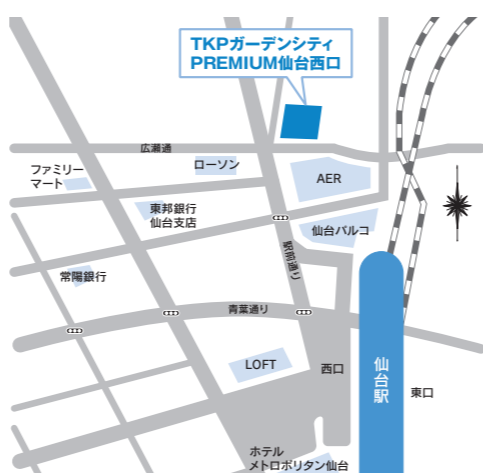 TKPガーデンシティ
PREMIUM仙台西口
広瀬通
ローソン
ファミリー
マート
AER
東邦銀行
仙台支店
仙台パルコ
駅前通り
常陽銀行
青葉通り
LOFT
西口
仙台駅
東口
ホテル
メトロポリタン仙台